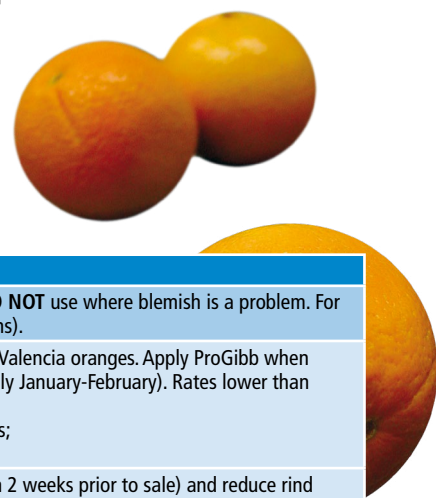 NOT use where blemish is a problem. For
ns).
Valencia oranges. Apply ProGibb when
ly January-February). Rates lower than
s;
2 weeks prior to sale) and reduce rind